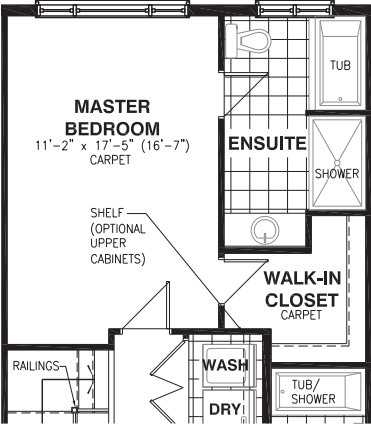 TUB
MASTER
BEDROOM
11'-2" x 17'-5" (16'-7")
CARPET
ENSUITE
SHOWER
SHELF
(OPTIONAL
UPPER
CABINETS)
WALK-IN
CLOSET
CARPET
RAILINGS
WASH
DRY
TUB/
SHOWER